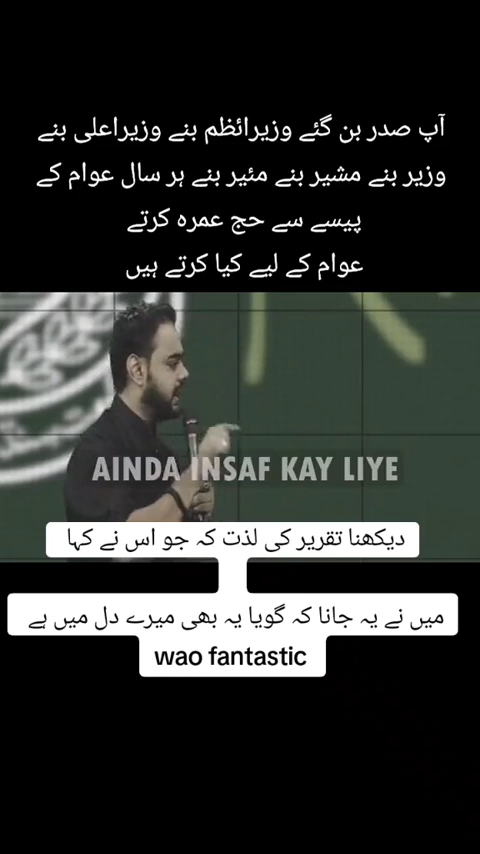 آپ صدر بن گئے وزیرائظم بنے وزیراعلی بنے
وزیر بنے مشیر بنے مئیر بنے ہر سال عوام کے
پیسے سے حج عمرہ کرتے
عوام کے لیے کیا کرتے ہیں
AINDA INSAF KAY LIYE
دیکھنا تقریر کی لذت کہ جو اس نے کہا
میں نے یہ جانا کہ گویا یہ بھی میرے دل میں ہے
wao fantastic